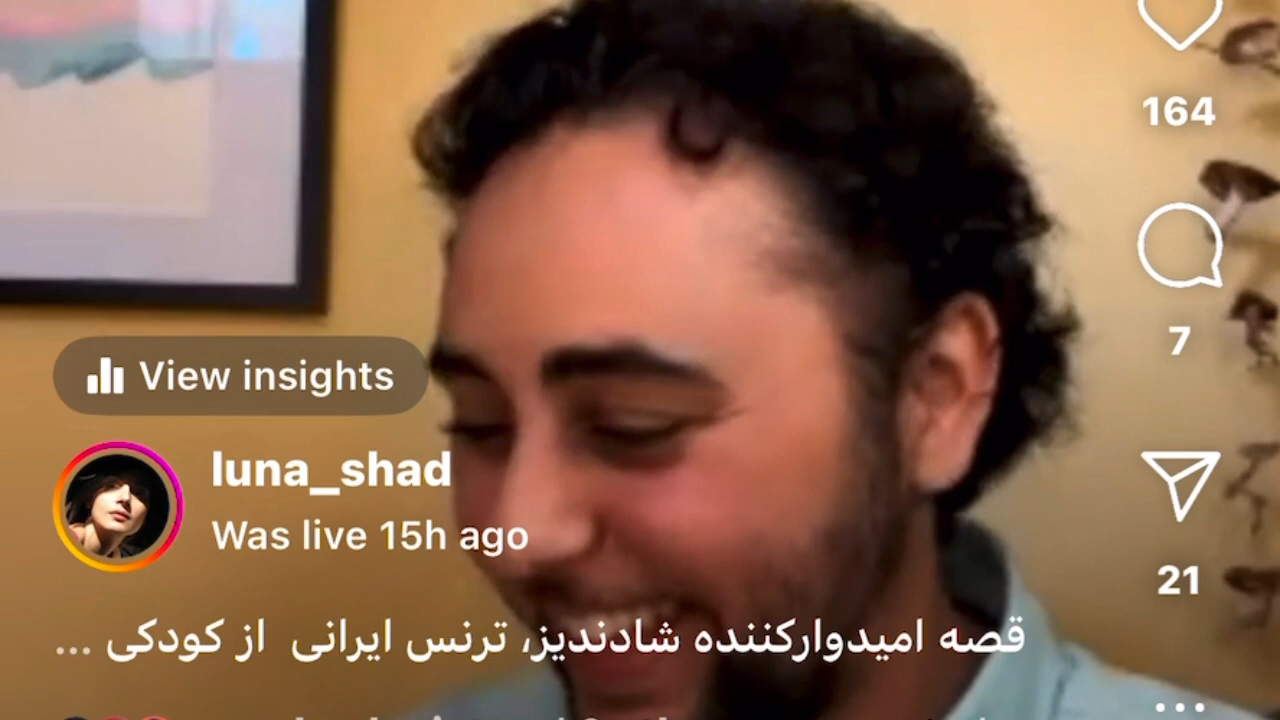 164
7
View insights
luna_shad
Was live 15h ago
21
قصه امیدوارکننده شادندیز، ترنس ایرانی از کودکی ...